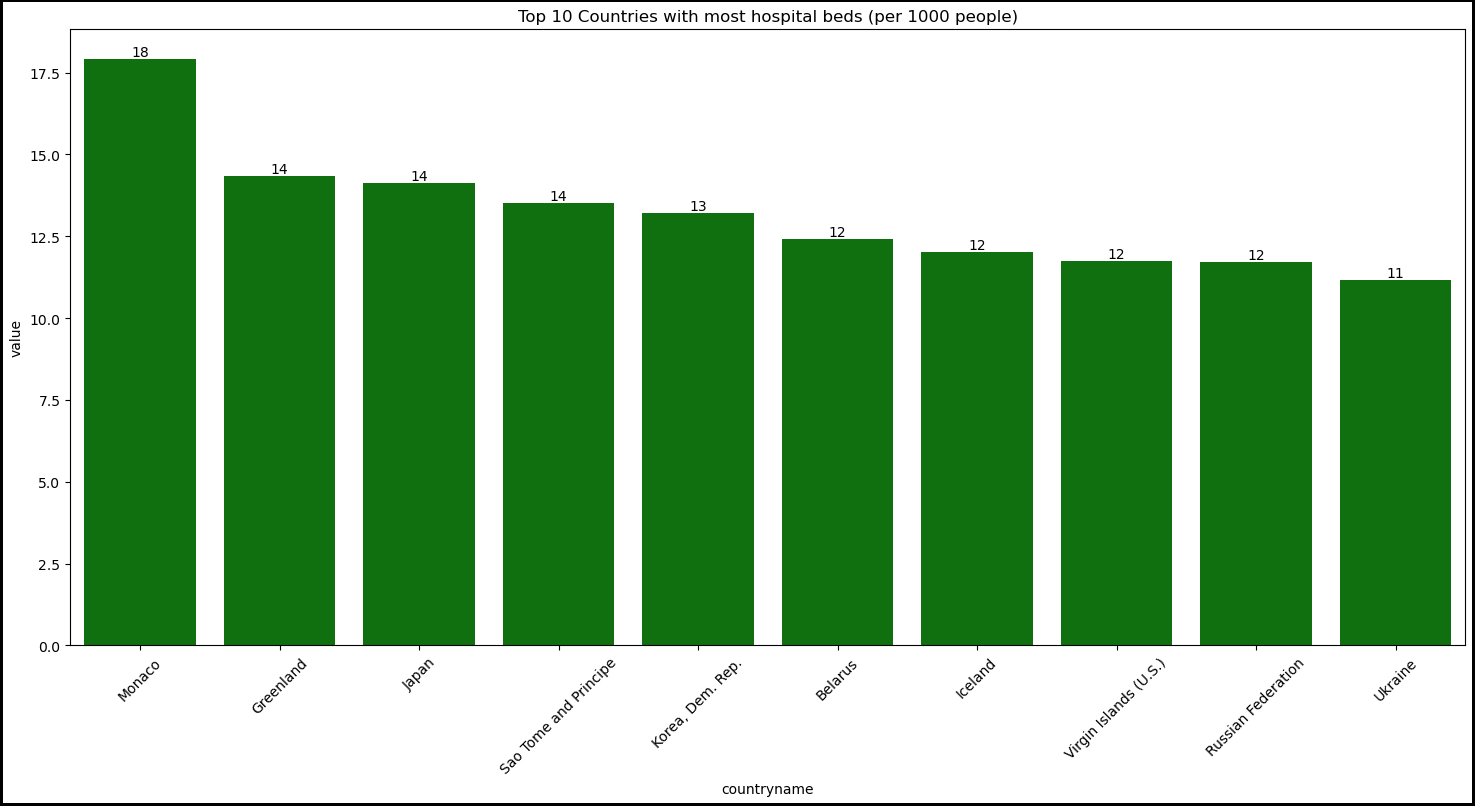 Top 10 Countries with most hospital beds (per 1000 people)
18
14
14
14
13
12
12
12
12
11
17.5
15.0
12.5
10.0
7.5
5.0
2.5
0.0
value
Monaco
Greenland
Japan
Sao Tome and Principe
Korea, Dem. Rep.
Belarus
Iceland
Virgin Islands (U.S.)
Russian Federation
Ukraine
countryname